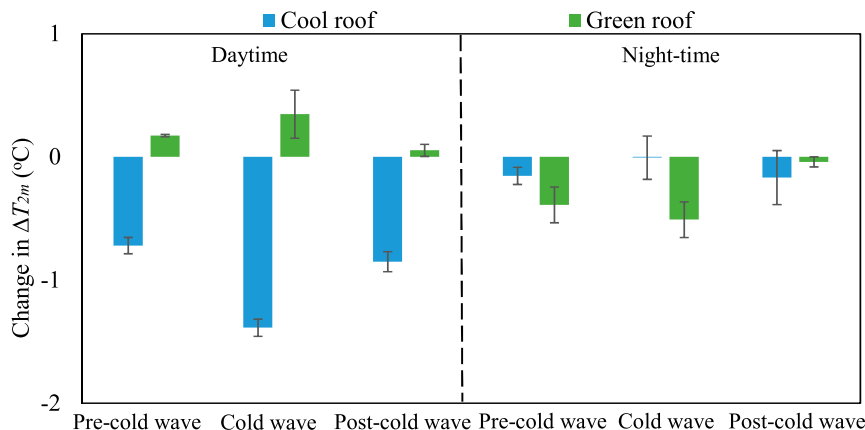 Cool roof Green roof
Daytime Night-time
1
0
-1
-2
Change in ΔT2m (oC)
Pre-cold wave Cold wave Post-cold wave Pre-cold wave Cold wave Post-cold wave